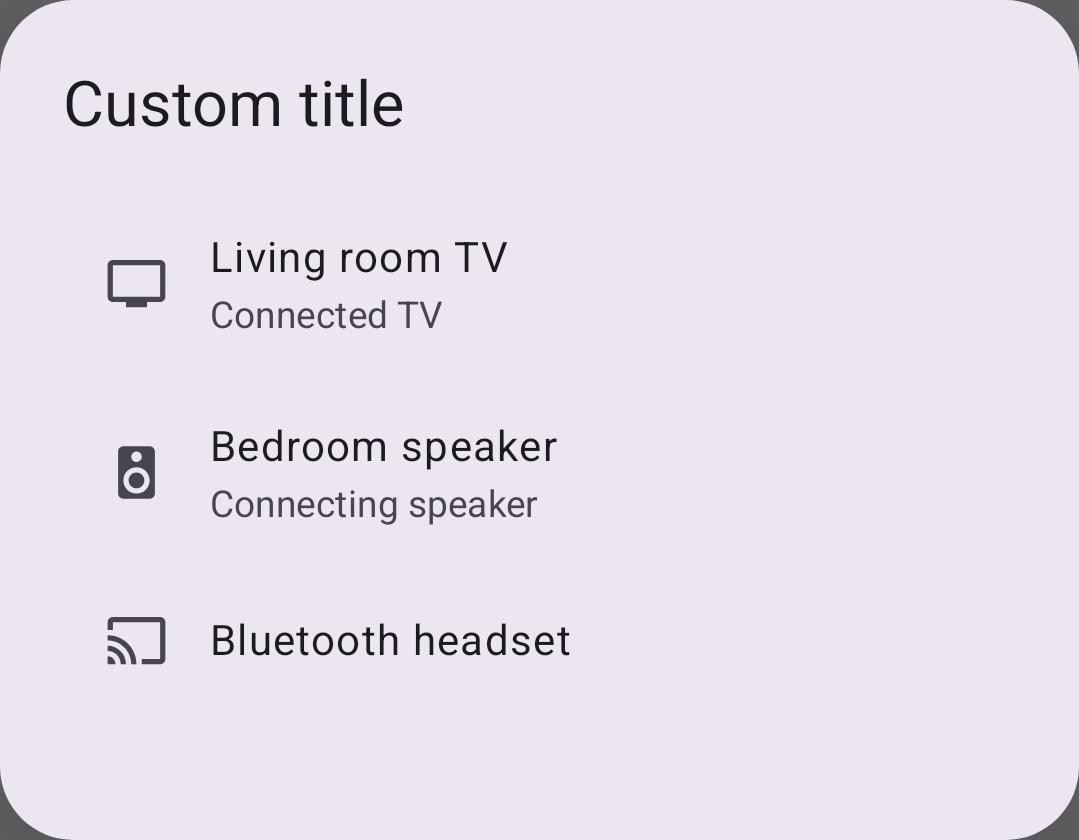 Custom title
Living room TV
Connected TV
Bedroom speaker
Connecting speaker
Bluetooth headset